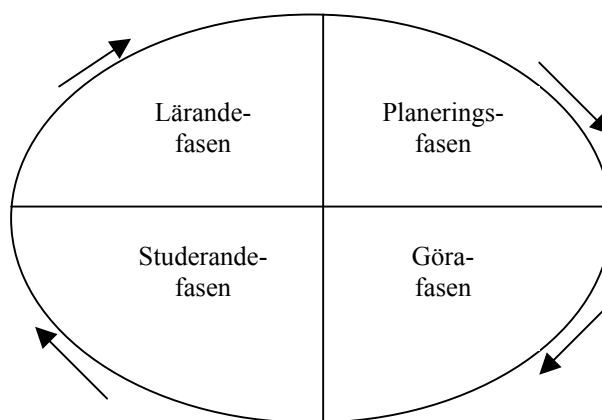 Lärande-
fasen
Planerings-
fasen
Studerande-
fasen
Göra-
fasen